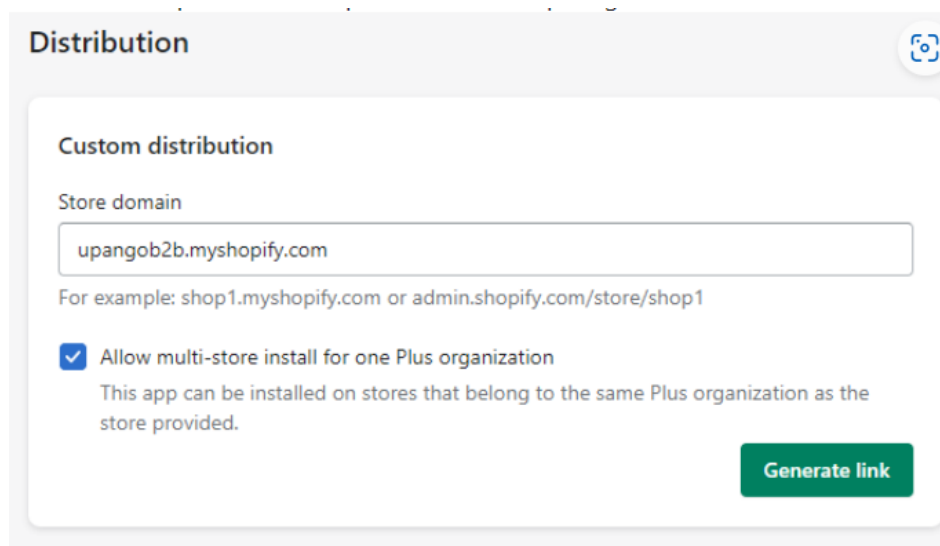 Distribution
Custom distribution
Store domain
upangob2b.myshopify.com
For example: shop1.myshopify.com or admin.shopify.com/store/shop1
Allow multi-store install for one Plus organization
This app can be installed on stores that belong to the same Plus organization as the
store provided.
Generate link